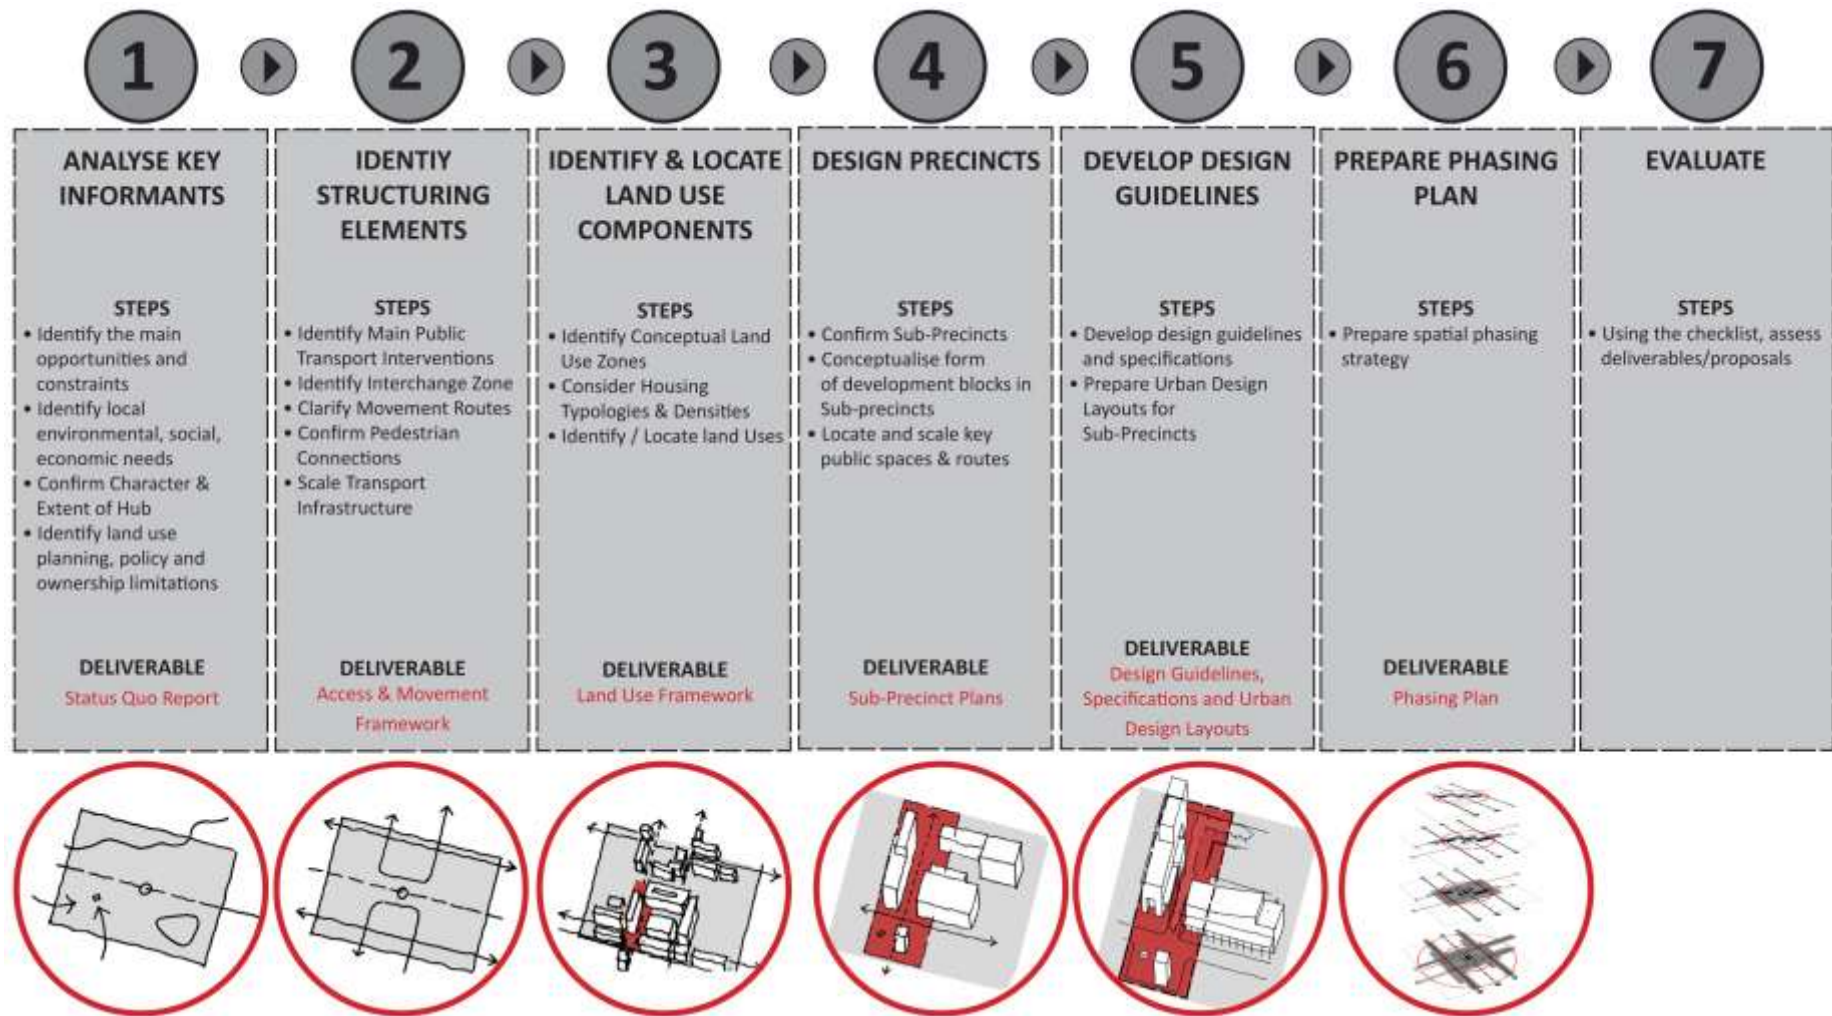 1
2
3
4
5
6
7
ANALYSE KEY
INFORMANTS
STEPS
• Identify the main
opportunities and
constraints
• Identify local
environmental, social,
economic needs
• Confirm Character &
Extent of Hub
• Identify land use
planning, policy and
ownership limitations
DELIVERABLE
Status Quo Report
IDENTIY
STRUCTURING
ELEMENTS
STEPS
• Identify Main Public
Transport Interventions
• Identify Interchange Zone
• Clarify Movement Routes
• Confirm Pedestrian
Connections
• Scale Transport
Infrastructure
DELIVERABLE
Access & Movement
Framework
IDENTIFY & LOCATE
LAND USE
COMPONENTS
STEPS
• Identify Conceptual Land
Use Zones
• Consider Housing
Typologies & Densities
• Identify / Locate land Uses
DELIVERABLE
Land Use Framework
DESIGN PRECINCTS
STEPS
• Confirm Sub-Precincts
• Conceptualise form
of development blocks in
Sub-precincts
• Locate and scale key
public spaces & routes
DELIVERABLE
Sub-Precinct Plans
DEVELOP DESIGN
GUIDELINES
STEPS
• Develop design guidelines
and specifications
• Prepare Urban Design
Layouts for
Sub-Precincts
DELIVERABLE
Design Guidelines,
Specifications and Urban
Design Layouts
PREPARE PHASING
PLAN
STEPS
• Prepare spatial phasing
strategy
DELIVERABLE
Phasing Plan
EVALUATE
STEPS
• Using the checklist, assess
deliverables/proposals